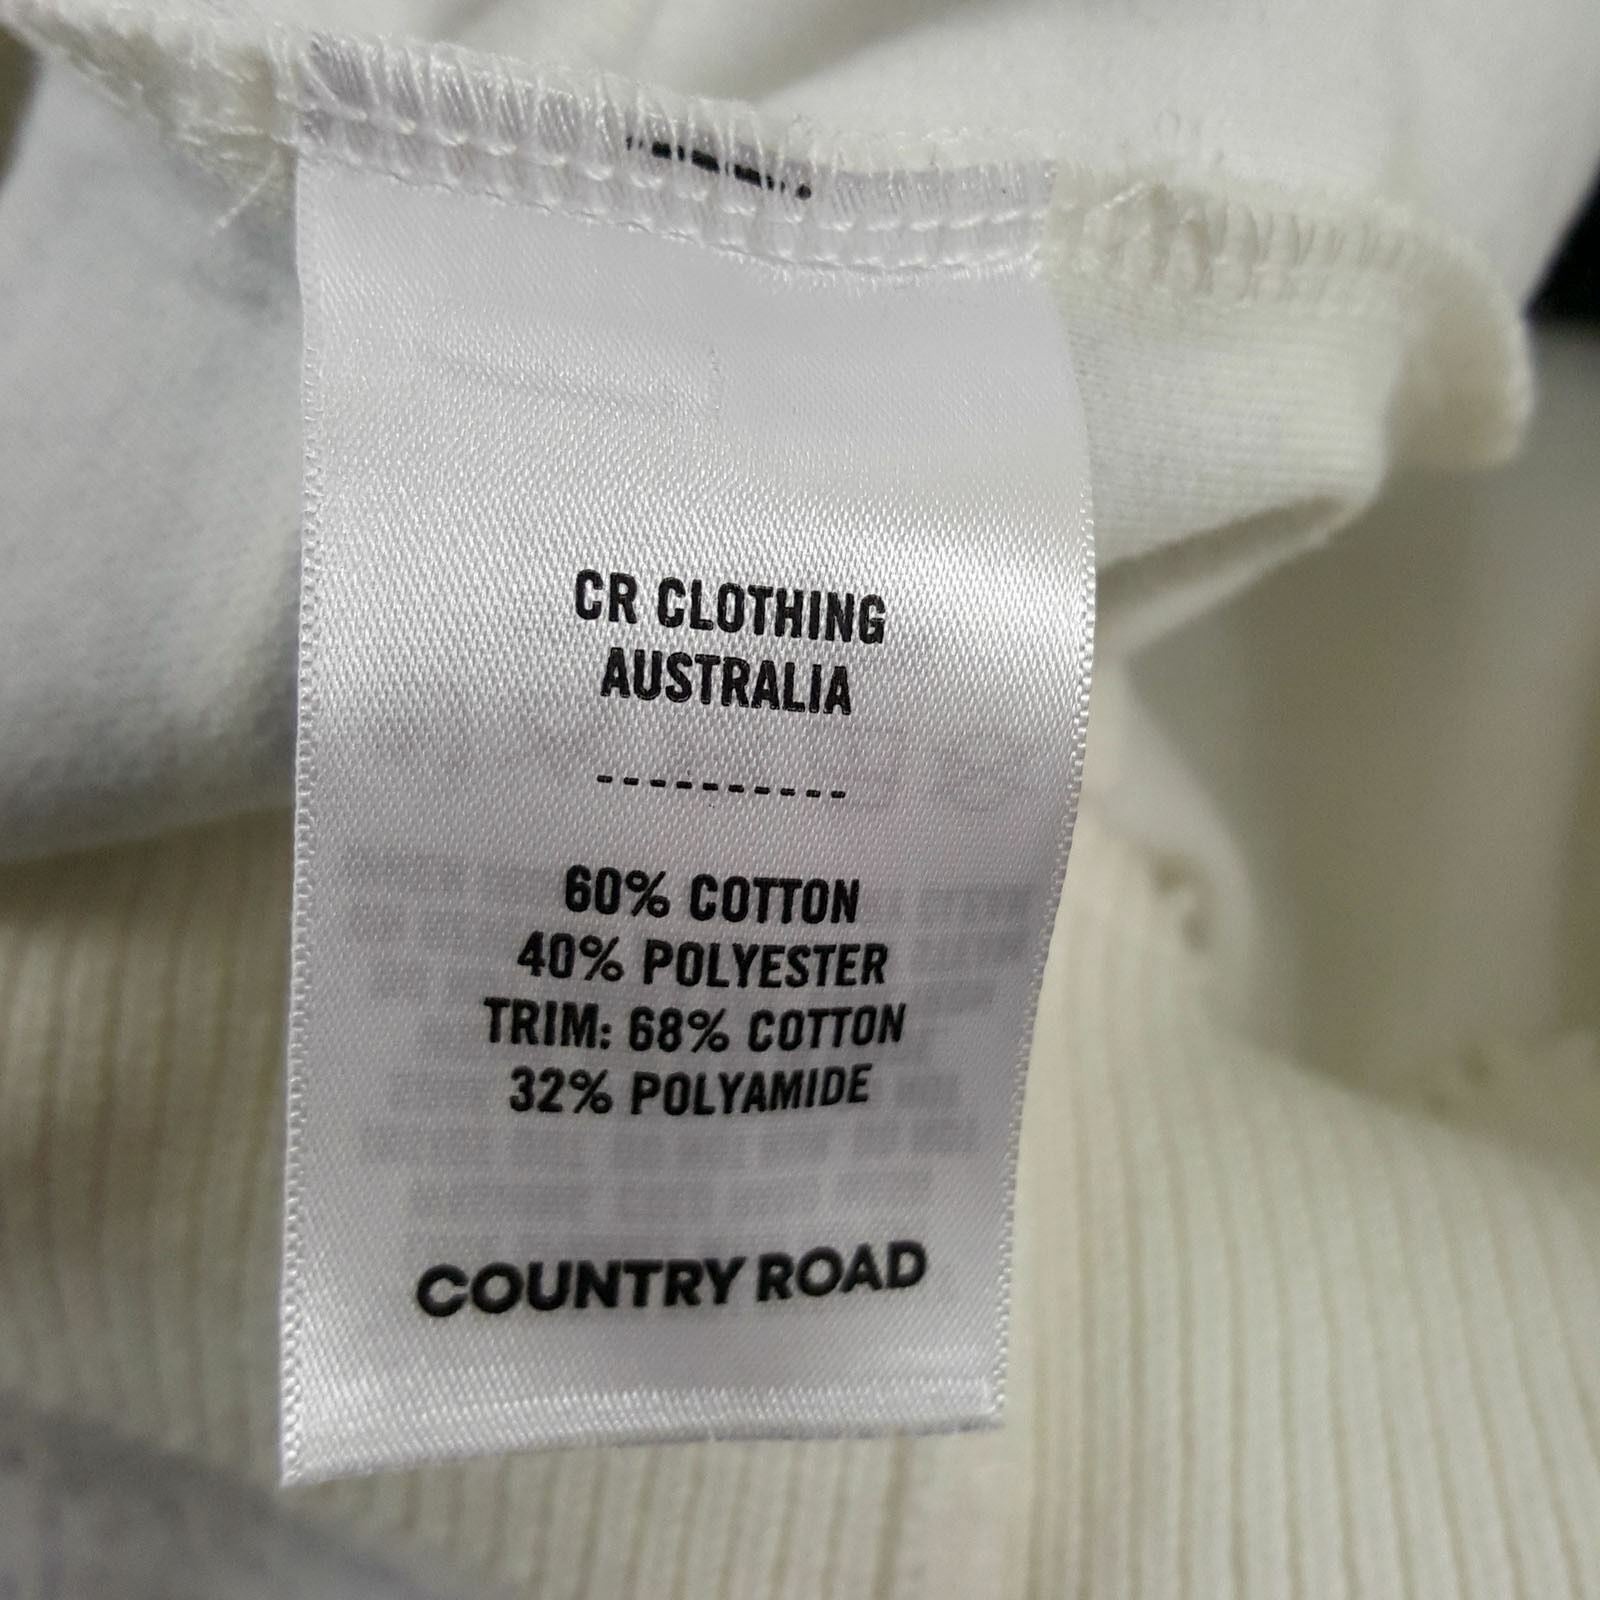 CR CLOTHING
AUSTRALIA
----------
60% COTTON
40% POLYESTER
TRIM: 68% COTTON
32% POLYAMIDE
COUNTRY ROAD